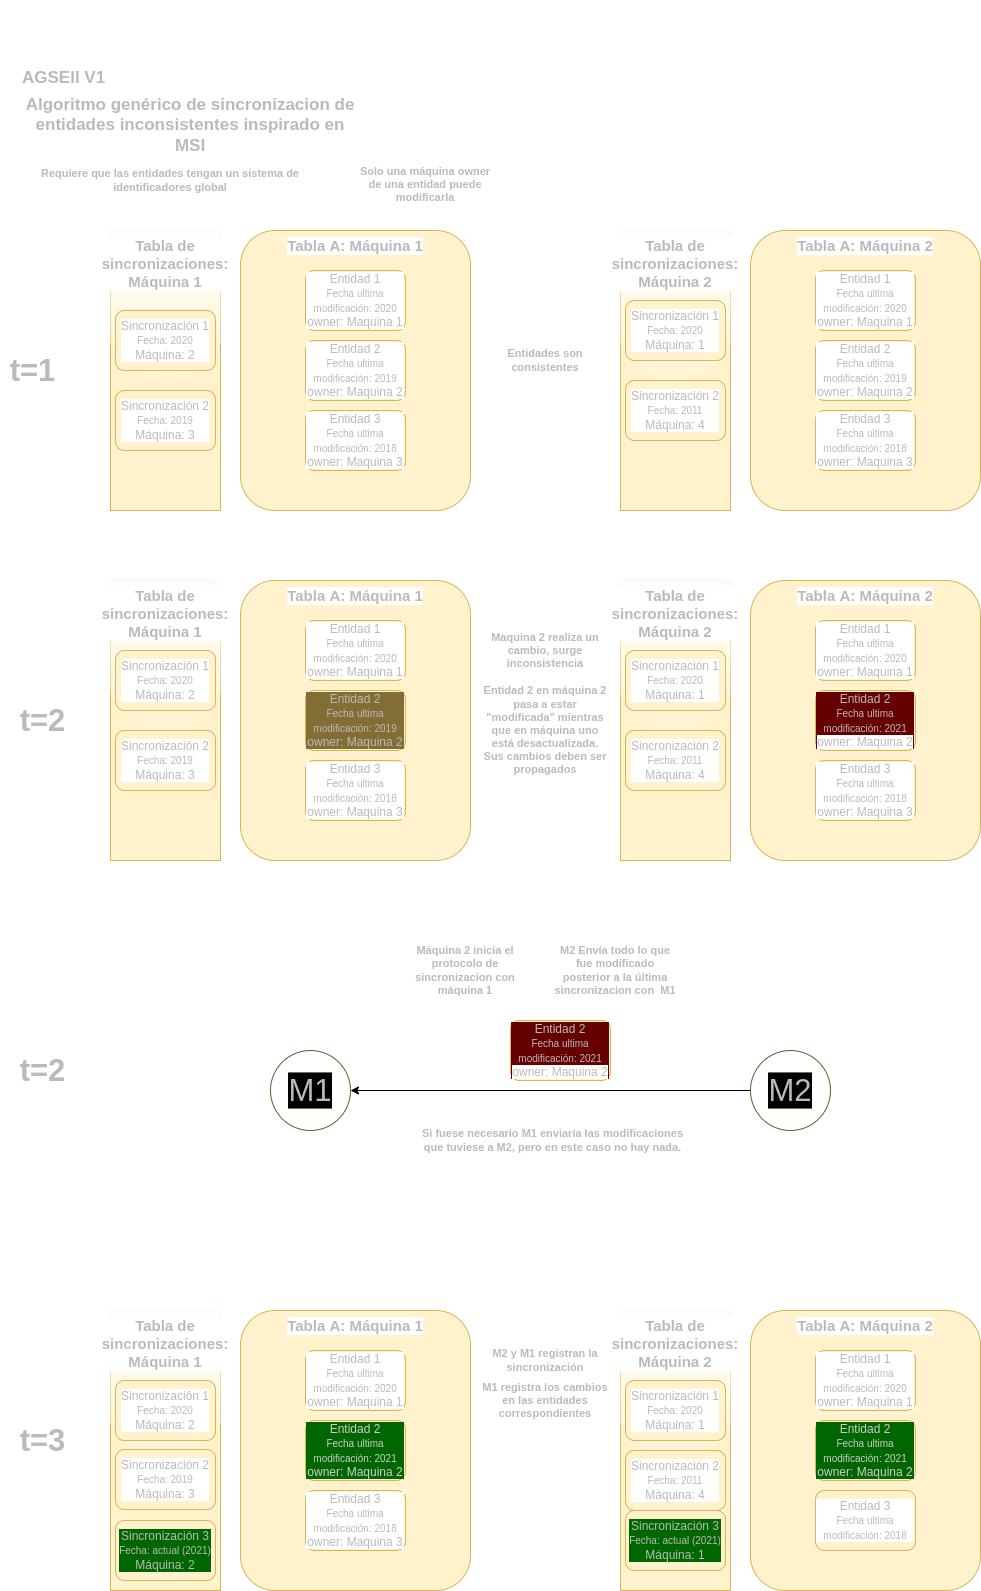 AGSEII V1
Algoritmo genérico de sincronizacion de
entidades inconsistentes inspirado en
MSI
Requiere que las entidades tengan un sistema de
identificadores global
Solo una máquina owner
de una entidad puede
modificarla
t=1
Tabla de
sincronizaciones:
Máquina 1
Sincronización 1
Fecha: 2020
Máquina: 2
Sincronización 2
Fecha: 2019
Máquina: 3
Tabla A: Máquina 1
Entidad 1
Fecha ultima
modificación: 2020
owner: Maquina 1
Entidad 2
Fecha ultima
modificación: 2019
owner: Maquina 2
Entidad 3
Fecha ultima
modificación: 2018
owner: Maquina 3
Entidades son
consistentes
Tabla de
sincronizaciones:
Máquina 2
Sincronización 1
Fecha: 2020
Máquina: 1
Sincronización 2
Fecha: 2011
Máquina: 4
Tabla A: Máquina 2
Entidad 1
Fecha ultima
modificación: 2020
owner: Maquina 1
Entidad 2
Fecha ultima
modificación: 2019
owner: Maquina 2
Entidad 3
Fecha ultima
modificación: 2018
owner: Maquina 3
t=2
Tabla de
sincronizaciones:
Máquina 1
Sincronización 1
Fecha: 2020
Máquina: 2
Sincronización 2
Fecha: 2019
Máquina: 3
Tabla A: Máquina 1
Entidad 1
Fecha ultima
modificación: 2020
owner: Maquina 1
Entidad 2
Fecha ultima
modificación: 2019
owner: Maquina 2
Entidad 3
Fecha ultima
modificación: 2018
owner: Maquina 3
Maquina 2 realiza un
cambio, surge
inconsistencia
Entidad 2 en máquina 2
pasa a estar
"modificada" mientras
que en máquina uno
está desactualizada.
Sus cambios deben ser
propagados
Tabla de
sincronizaciones:
Máquina 2
Sincronización 1
Fecha: 2020
Máquina: 1
Sincronización 2
Fecha: 2011
Máquina: 4
Tabla A: Máquina 2
Entidad 1
Fecha ultima
modificación: 2020
owner: Maquina 1
Entidad 2
Fecha ultima
modificación: 2021
owner: Maquina 2
Entidad 3
Fecha ultima
modificación: 2018
owner: Maquina 3
t=2
Máquina 2 inicia el
protocolo de
sincronizacion con
máquina 1
M2 Envía todo lo que
fue modificado
posterior a la última
sincronizacion con M1
Entidad 2
Fecha ultima
modificación: 2021
owner: Maquina 2
M1
M2
Si fuese necesario M1 enviaría las modificaciones
que tuviese a M2, pero en este caso no hay nada.
t=3
Tabla de
sincronizaciones:
Máquina 1
Sincronización 1
Fecha: 2020
Máquina: 2
Sincronización 2
Fecha: 2019
Máquina: 3
Sincronización 3
Fecha: actual (2021)
Máquina: 2
Tabla A: Máquina 1
Entidad 1
Fecha ultima
modificación: 2020
owner: Maquina 1
Entidad 2
Fecha ultima
modificación: 2021
owner: Maquina 2
Entidad 3
Fecha ultima
modificación: 2018
owner: Maquina 3
M2 y M1 registran la
sincronización
M1 registra los cambios
en las entidades
correspondientes
Tabla de
sincronizaciones:
Máquina 2
Sincronización 1
Fecha: 2020
Máquina: 1
Sincronización 2
Fecha: 2011
Máquina: 4
Sincronización 3
Fecha: actual (2021)
Máquina: 1
Tabla A: Máquina 2
Entidad 1
Fecha ultima
modificación: 2020
owner: Maquina 1
Entidad 2
Fecha ultima
modificación: 2021
owner: Maquina 2
Entidad 3
Fecha ultima
modificación: 2018